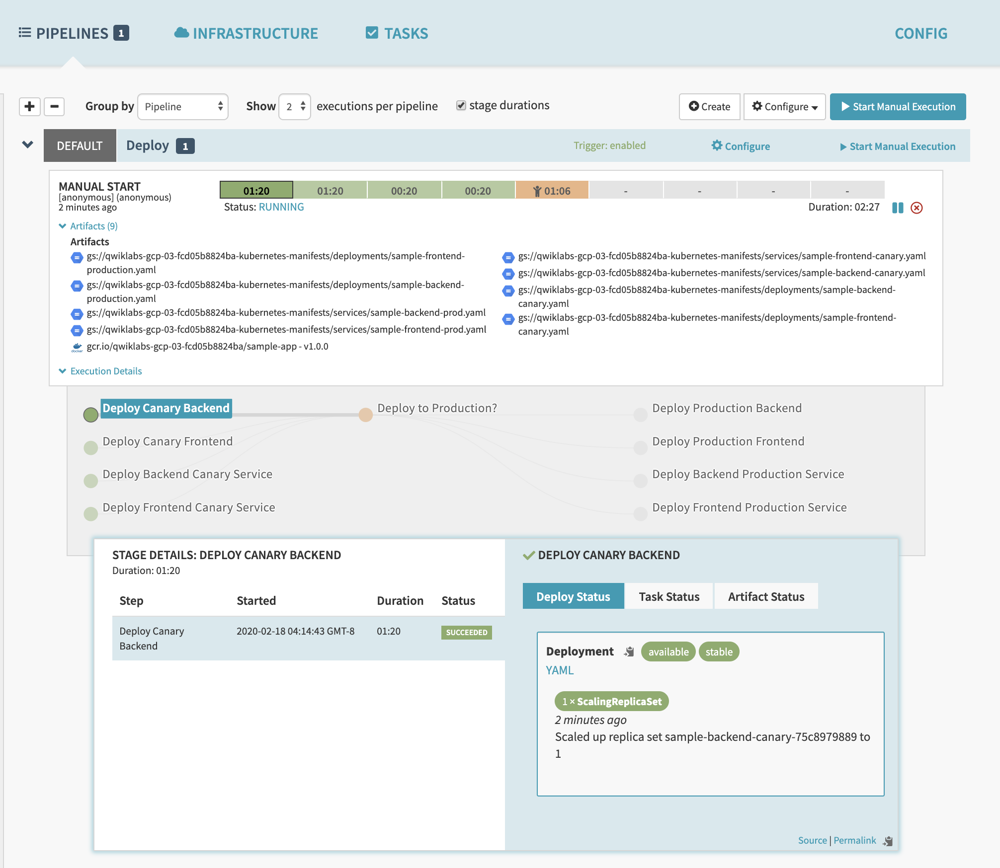 PIPELINES 1
INFRASTRUCTURE
TASKS
CONFIG
Group by Pipeline Show 2 executions per pipeline stage durations
Create
Configure
Start Manual Execution
DEFAULT Deploy 1 Trigger: enabled Configure Start Manual Execution
MANUAL START
[anonymous] (anonymous)
2 minutes ago
01:20 01:20 00:20 00:20 01:06 - - - -
Status: RUNNING Duration: 02:27
Artifacts (9)
Artifacts
gs://qwiklabs-gcp-03-fcd05b8824ba-kubernetes-manifests/deployments/sample-frontend-
production.yaml
gs://qwiklabs-gcp-03-fcd05b8824ba-kubernetes-manifests/deployments/sample-backend-
production.yaml
gs://qwiklabs-gcp-03-fcd05b8824ba-kubernetes-manifests/services/sample-backend-prod.yaml
gs://qwiklabs-gcp-03-fcd05b8824ba-kubernetes-manifests/services/sample-frontend-prod.yaml
docker gcr.io/qwiklabs-gcp-03-fcd05b8824ba/sample-app - v1.0.0
gs://qwiklabs-gcp-03-fcd05b8824ba-kubernetes-manifests/services/sample-frontend-canary.yaml
gs://qwiklabs-gcp-03-fcd05b8824ba-kubernetes-manifests/services/sample-backend-canary.yaml
gs://qwiklabs-gcp-03-fcd05b8824ba-kubernetes-manifests/deployments/sample-backend-
canary.yaml
gs://qwiklabs-gcp-03-fcd05b8824ba-kubernetes-manifests/deployments/sample-frontend-
canary.yaml
Execution Details
Deploy Canary Backend
Deploy Canary Frontend
Deploy Backend Canary Service
Deploy Frontend Canary Service
Deploy to Production?
Deploy Production Backend
Deploy Production Frontend
Deploy Backend Production Service
Deploy Frontend Production Service
STAGE DETAILS: DEPLOY CANARY BACKEND
Duration: 01:20
Step Started Duration Status
Deploy Canary 2020-02-18 04:14:43 GMT-8 01:20 SUCCEEDED
Backend
DEPLOY CANARY BACKEND
Deploy Status Task Status Artifact Status
Deployment available stable
YAML
1 × ScalingReplicaSet
2 minutes ago
Scaled up replica set sample-backend-canary-75c8979889 to
1
Source | Permalink